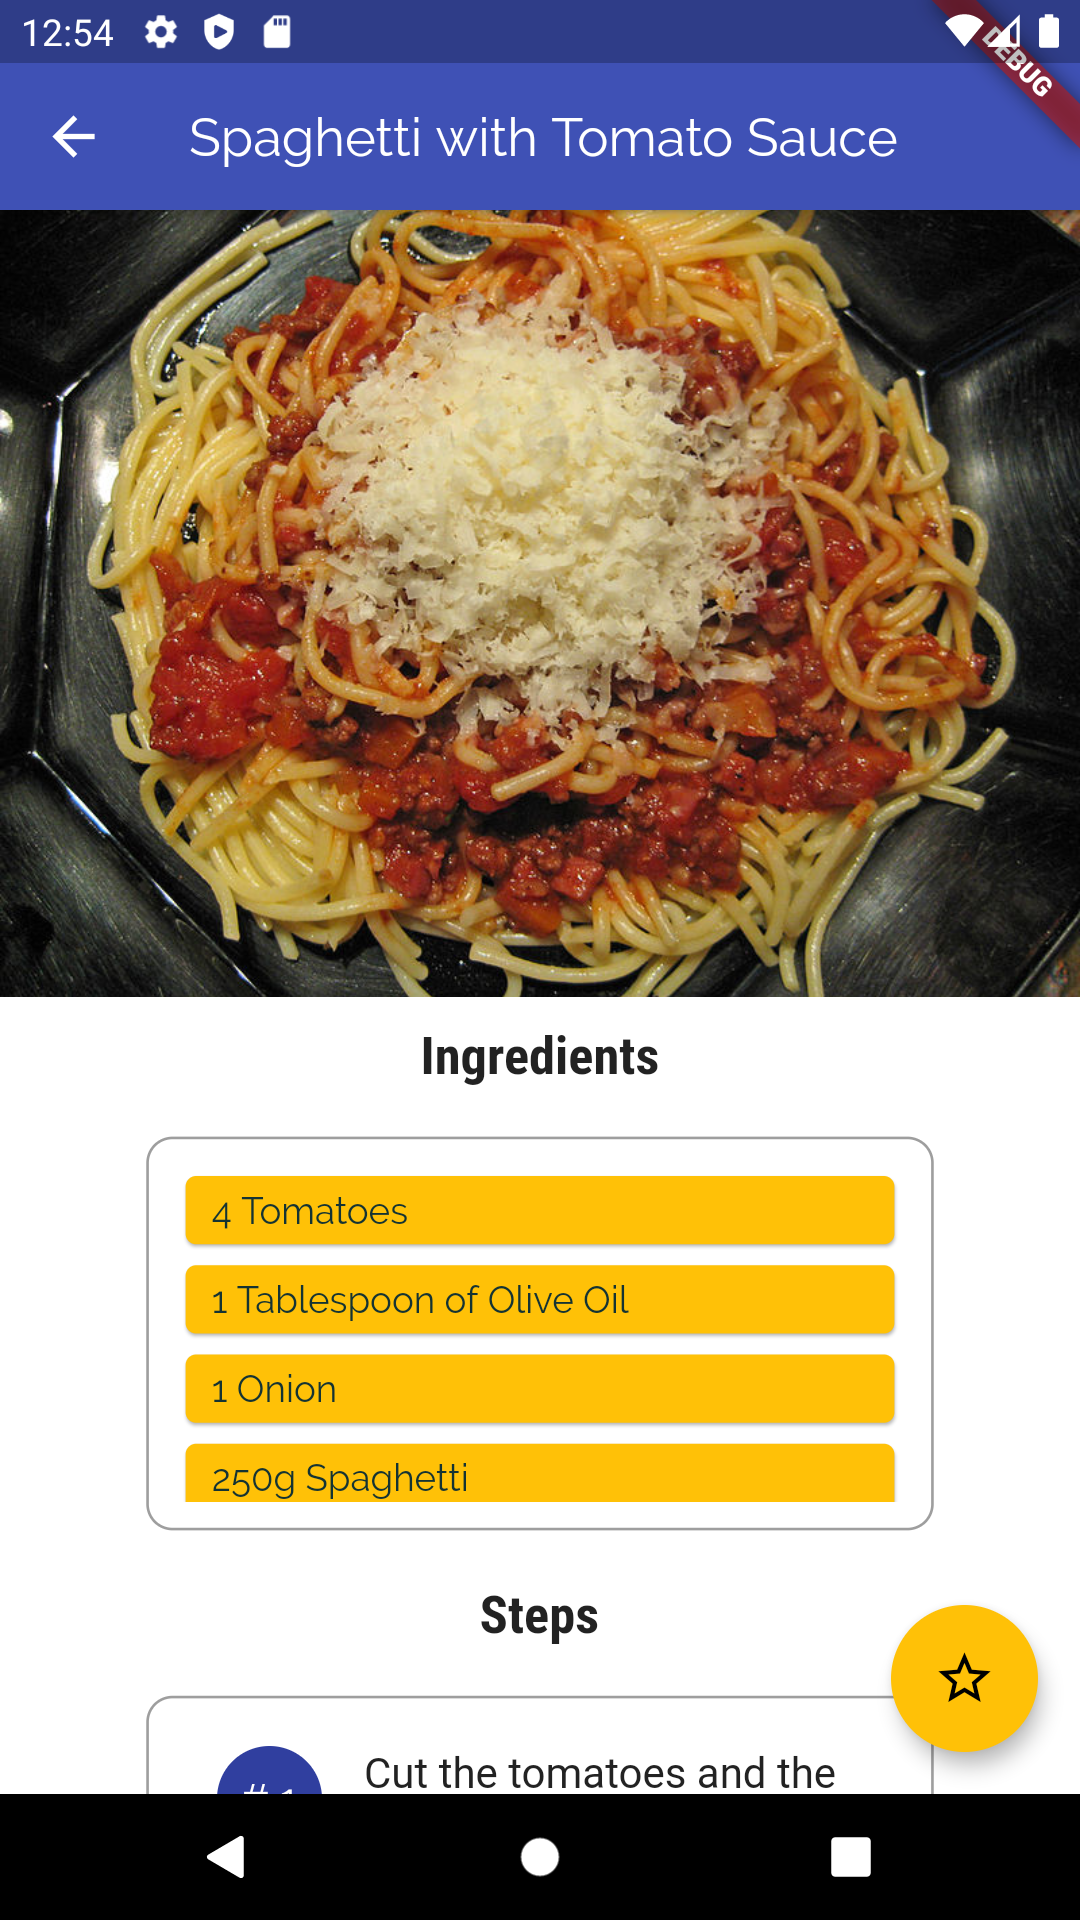 12:54
DEBUG
Spaghetti with Tomato Sauce
Ingredients
4 Tomatoes
1 Tablespoon of Olive Oil
1 Onion
250g Spaghetti
Steps
# 1
Cut the tomatoes and the